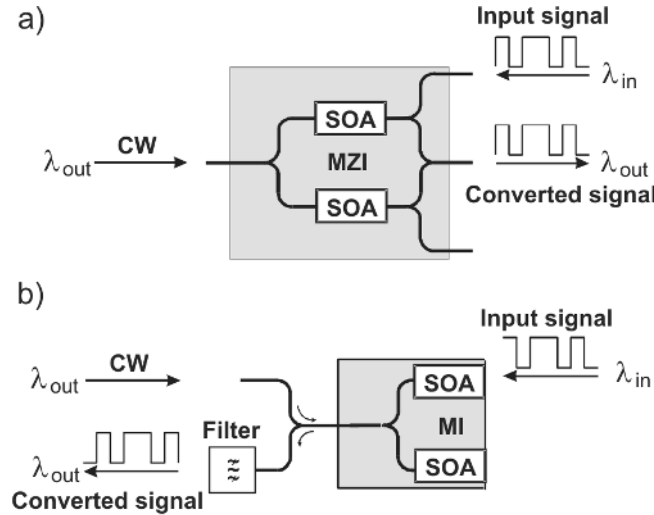 a)
Input signal
λin
CW
λout
SOA
MZI
SOA
λout
Converted signal
b)
Input signal
CW
λout
λin
SOA
MI
SOA
Filter
λout
Converted signal